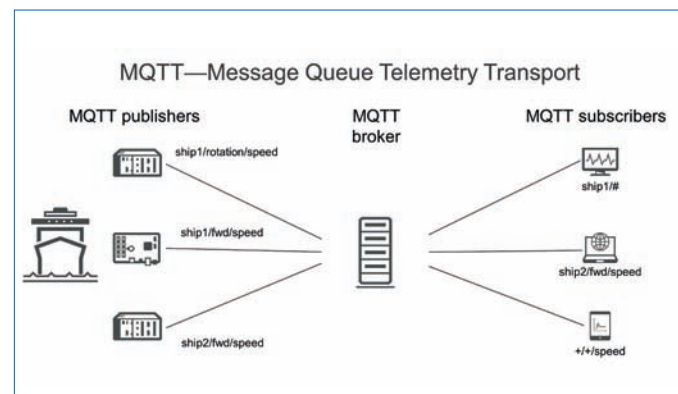 MQTT—Message Queue Telemetry Transport
MQTT publishers
MQTT
broker
MQTT subscribers
ship1/rotation/speed
ship1/#
ship1/fwd/speed
ship2/fwd/speed
ship2/fwd/speed
+/+/speed